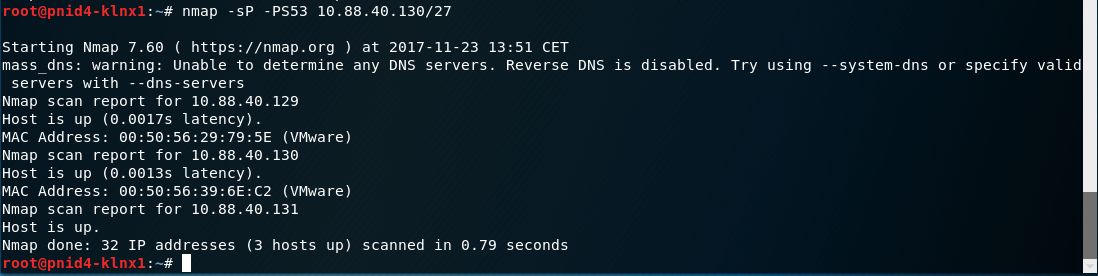 root@pnid4-klnx1:~# nmap -sP -PS53 10.88.40.130/27
Starting Nmap 7.60 ( https://nmap.org ) at 2017-11-23 13:51 CET
mass_dns: warning: Unable to determine any DNS servers. Reverse DNS is disabled. Try using --system-dns or specify valid
servers with --dns-servers
Nmap scan report for 10.88.40.129
Host is up (0.0017s latency).
MAC Address: 00:50:56:29:79:5E (VMware)
Nmap scan report for 10.88.40.130
Host is up (0.0013s latency).
MAC Address: 00:50:56:39:6E:C2 (VMware)
Nmap scan report for 10.88.40.131
Host is up.
Nmap done: 32 IP addresses (3 hosts up) scanned in 0.79 seconds
root@pnid4-klnx1:~#